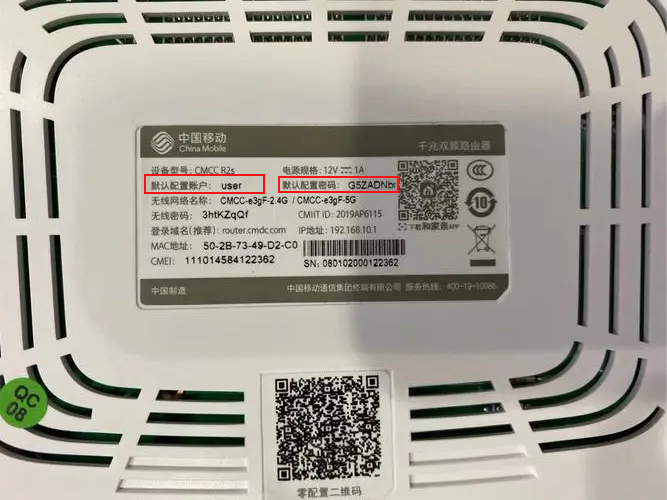 中国移动
China Mobile
千兆双频路由器
设备型号: CMCC R2s 电源规格: 12V 1A
默认配置账户: user 默认配置密码: G5ZADNbr
无线网络名称: CMCC-e3gF-2.4G / CMCC-e3gF-5G
无线密码: 3htKZqQf CMIIT ID: 2019AP6115
登录域名(推荐): router.cmdc.com IP地址: 192.168.10.1
下载和家亲APP
MAC地址: 50-2B-73-49-D2-C0
CMEI: 111014584122362
SN: 080102000122362
CCC
10
中国制造 中国移动通信集团终端有限公司 服务热线: 400-19-10086
QC
08
零配置二维码